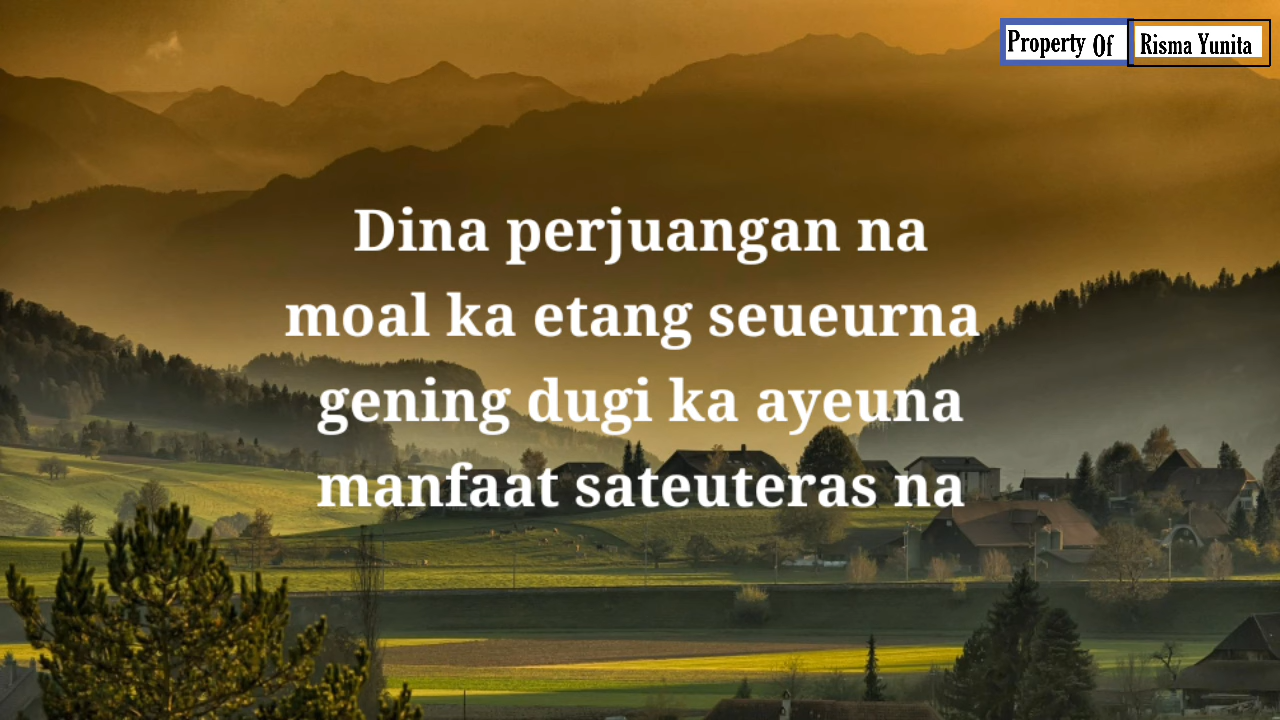 Property Of Risma Yunita
Dina perjuangan na
moal ka etang seueurna
gening dugi ka ayeuna
manfaat sateuteras na